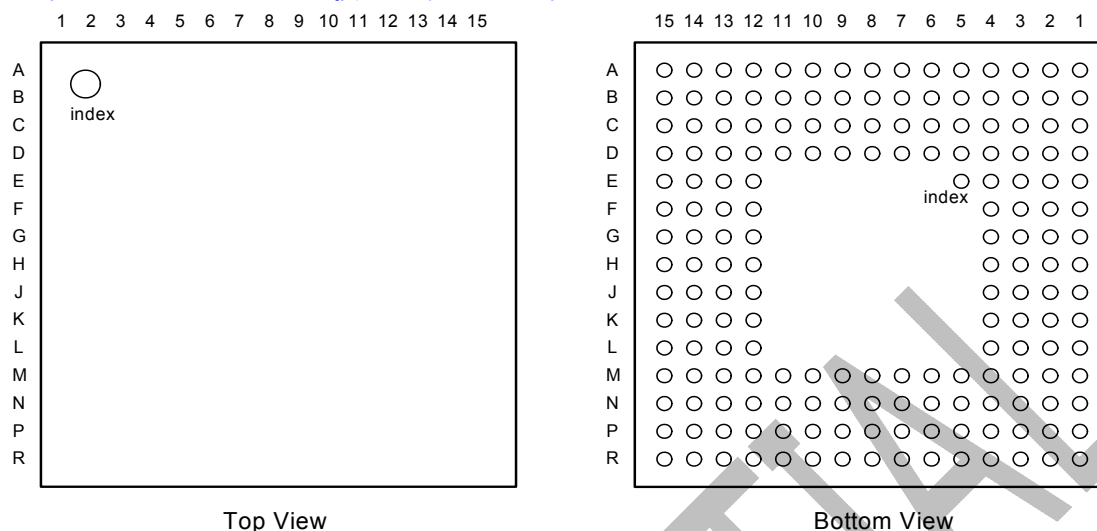 1 2 3 4 5 6 7 8 9 10 11 12 13 14 15
A
B
index
C
D
E
F
G
H
J
K
L
M
N
P
R
Top View
15 14 13 12 11 10 9 8 7 6 5 4 3 2 1
A
B
C
D
E
index
F
G
H
J
K
L
M
N
P
R
Bottom View